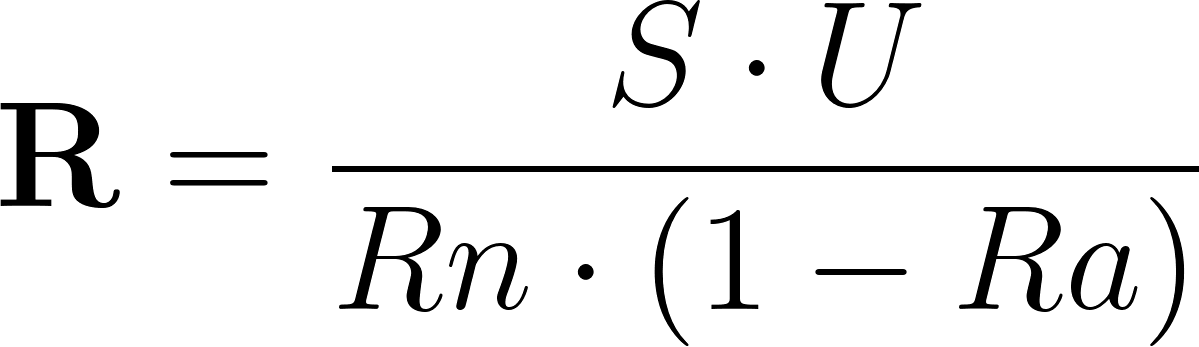 R = S · U / Rn · (1 − Ra)